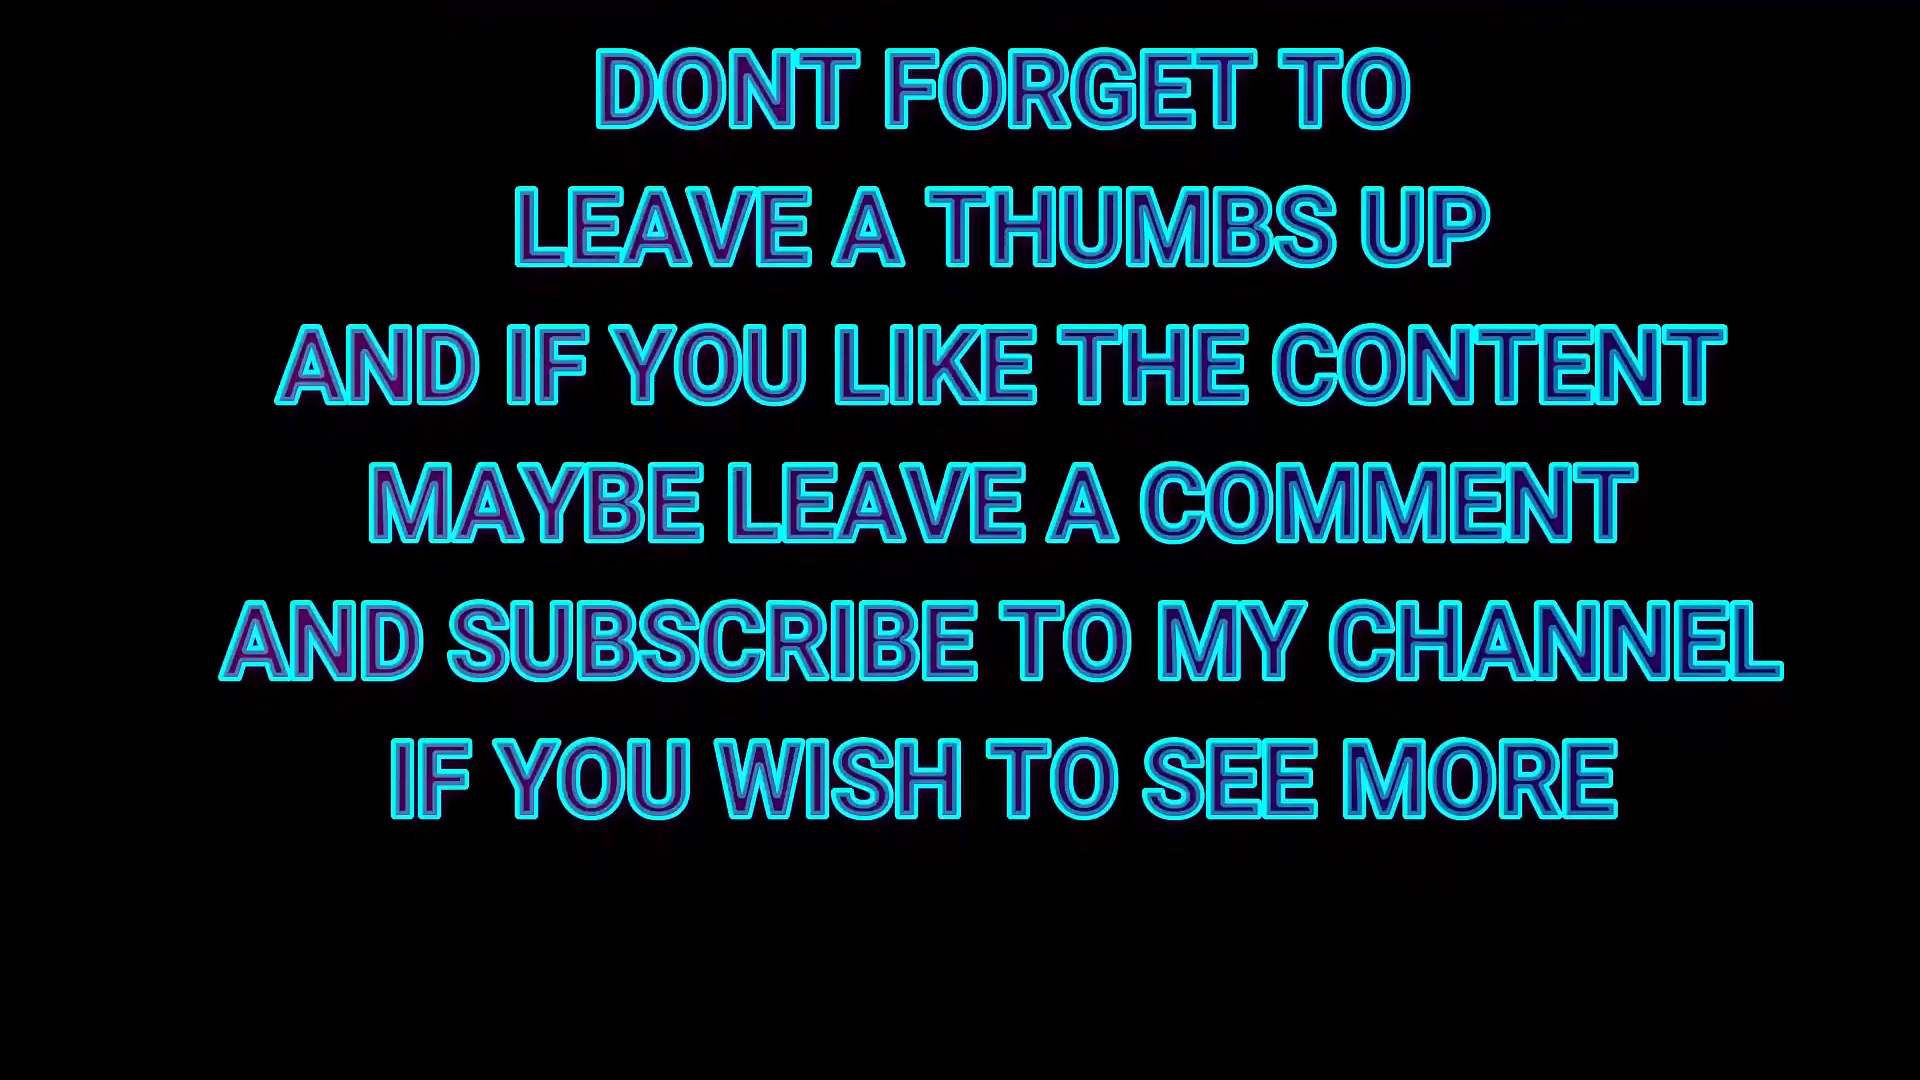 DONT FORGET TO
LEAVE A THUMBS UP
AND IF YOU LIKE THE CONTENT
MAYBE LEAVE A COMMENT
AND SUBSCRIBE TO MY CHANNEL
IF YOU WISH TO SEE MORE